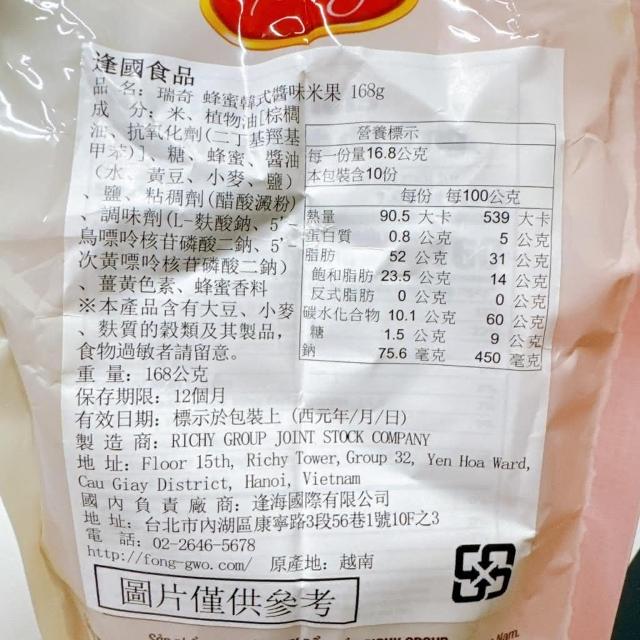 逢國食品
品 名: 瑞奇 蜂蜜韓式醬味米果 168g
成 分: 米、植物油[棕櫚
油、抗氧化劑(二丁基羥基
甲苯)]、糖、蜂蜜、醬油
(水、黃豆、小麥、鹽)
、鹽、粘稠劑(醋酸澱粉)
、調味劑(L-麩酸鈉、5'-
鳥嘌呤核苷磷酸二鈉、5'-
次黃嘌呤核苷磷酸二鈉)
、薑黃色素、蜂蜜香料
※本產品含有大豆、小麥
、麩質的穀類及其製品,
食物過敏者請留意。
營養標示
每一份量16.8公克
本包裝含10份
每份 每100公克
熱量 90.5 大卡 539 大卡
蛋白質 0.8 公克 5 公克
脂肪 52 公克 31 公克
飽和脂肪 23.5 公克 14 公克
反式脂肪 0 公克 0 公克
碳水化合物 10.1 公克 60 公克
糖 1.5 公克 9 公克
鈉 75.6 毫克 450 毫克
重 量: 168公克
保存期限: 12個月
有效日期: 標示於包裝上 (西元年/月/日)
製 造 商: RICHY GROUP JOINT STOCK COMPANY
地 址: Floor 15th, Richy Tower, Group 32, Yen Hoa Ward,
Cau Giay District, Hanoi, Vietnam
國 內 負 責 廠 商: 逢海國際有限公司
地 址: 台北市內湖區康寧路3段56巷1號10F之3
電 話: 02-2646-5678
http://fong-gwo.com/ 原產地: 越南
圖片僅供參考